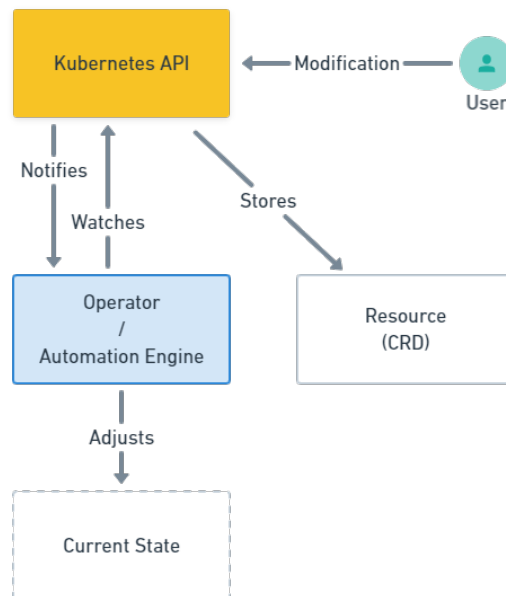 Kubernetes API
Modification
User
Notifies
Watches
Stores
Operator
/
Automation Engine
Resource
(CRD)
Adjusts
Current State